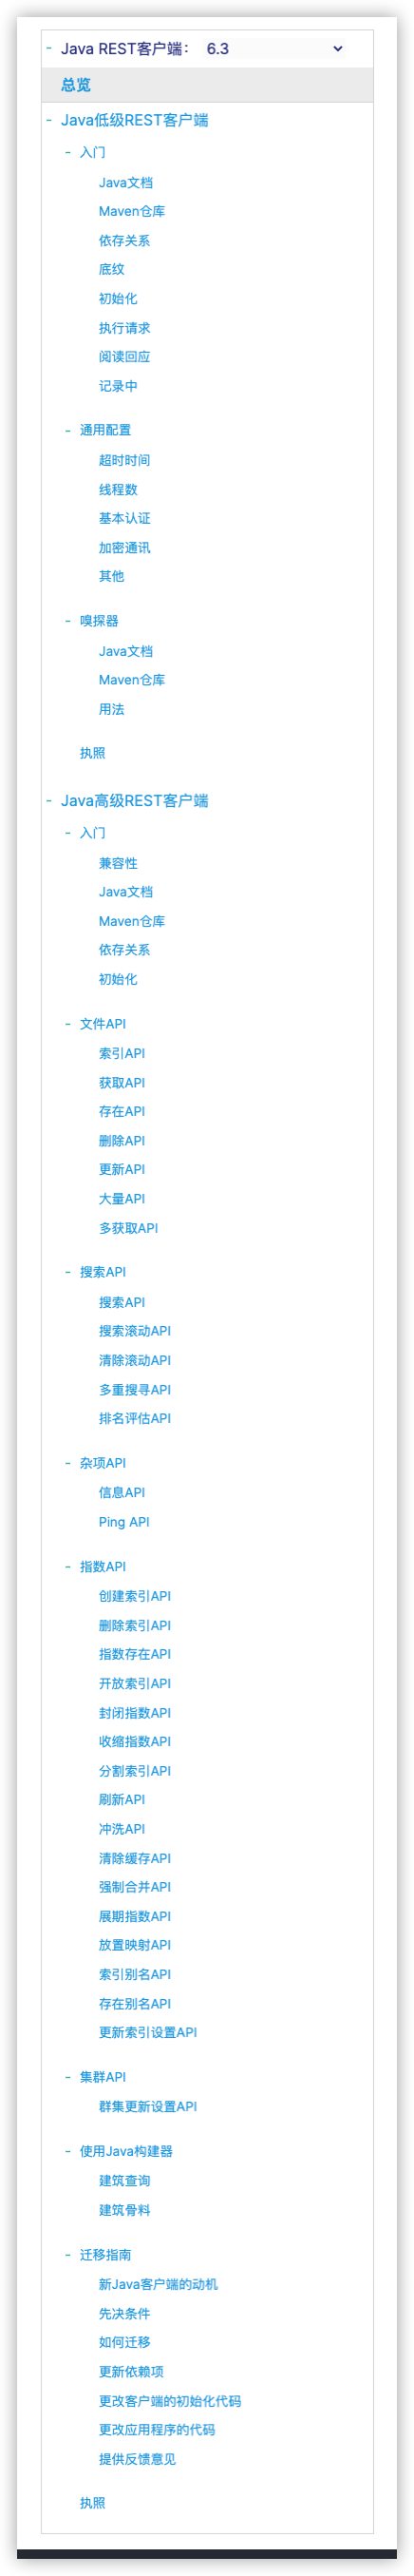 - Java REST客户端： 6.3
总览
- Java低级REST客户端
- 入门
Java文档
Maven仓库
依存关系
底纹
初始化
执行请求
阅读回应
记录中
- 通用配置
超时时间
线程数
基本认证
加密通讯
其他
- 嗅探器
Java文档
Maven仓库
用法
执照
- Java高级REST客户端
- 入门
兼容性
Java文档
Maven仓库
依存关系
初始化
- 文件API
索引API
获取API
存在API
删除API
更新API
大量API
多获取API
- 搜索API
搜索API
搜索滚动API
清除滚动API
多重搜寻API
排名评估API
- 杂项API
信息API
Ping API
- 指数API
创建索引API
删除索引API
指数存在API
开放索引API
封闭指数API
收缩指数API
分割索引API
刷新API
冲洗API
清除缓存API
强制合并API
展期指数API
放置映射API
索引别名API
存在别名API
更新索引设置API
- 集群API
群集更新设置API
- 使用Java构建器
建筑查询
建筑骨料
- 迁移指南
新Java客户端的动机
先决条件
如何迁移
更新依赖项
更改客户端的初始化代码
更改应用程序的代码
提供反馈意见
执照